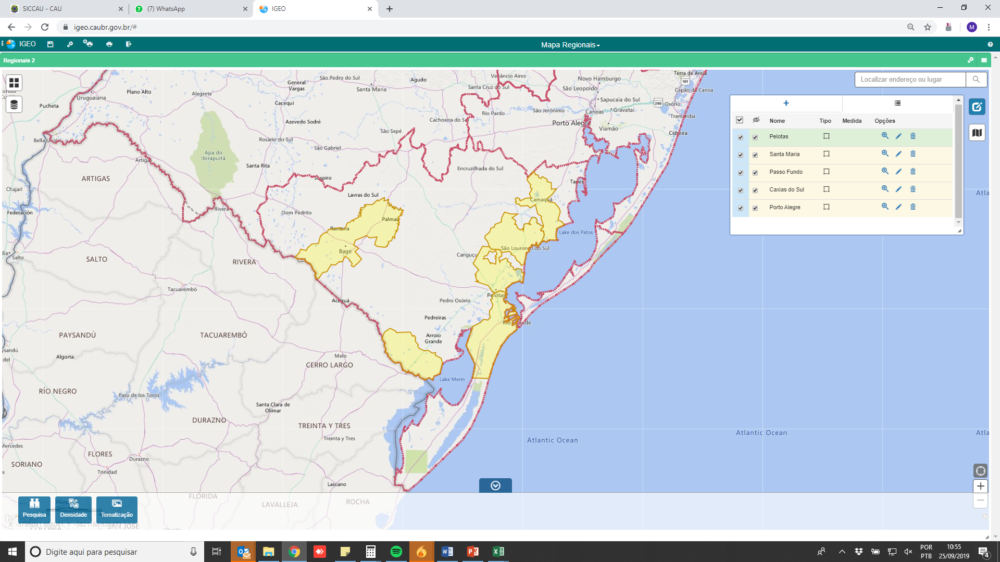 SICCAU - CAU
(7) WhatsApp
IGEO
igeo.caubr.gov.br/#
M
IGEO
Mapa Regionais
Regionais 2
Localizar endereço ou lugar
Nome Tipo Medida Opções
Pelotas
Santa Maria
Passo Fundo
Caxias do Sul
Porto Alegre
São Pedro do Sul
General Vargas
Santa Maria
Agudo
Venâncio Aires
Santa Cruz do Sul
Novo Hamburgo
São Leopoldo
Terra de Areia
101
Capão da Canoa
Uruguaiana
Plano Alto
Alegrete
Cacequi
Sapucaia do Sul
290
Osório
Pucheta
Rio Pardo
São Jerónimo
Canoas
Gravataí
Tramandaí
Azevedo Sodré
Cachoeira do Sul
Porto Alegre
Viamão
São Sepé
Cidreira
Bella Unión
Rosário do Sul
São Gabriel
Apa do Ibirapuitã
Artigas
Santa Rita
Encruzilhada do Sul
ARTIGAS
Suspiro
Tapes
Chajarí
Lavras do Sul
Camaquã
Rivera
Federación
Dom Pedrito
Palmas
Ramona
Lake dos Patos
Bagé
São Lourenço do Sul
Canguçu
Salto
SALTO
RIVERA
Tacuarembó
Aceguá
Pedro Osório
Pelotas
Pedreiras
Rio Grande
PAYSANDÚ
TACUAREMBÓ
Arroio Grande
Algorta
Melo
CERRO LARGO
Lake Merín
RÍO NEGRO
Paso de los Toros
Santa Clara de Olimar
DURAZNO
TREINTA Y TRES
Treinta y Tres
Atlantic Ocean
Atlantic Ocean
Mercedes
FLORES
Durazno
SORIANO
Trinidad
Lascano
FLORIDA
LAVALLEJA
ROCHA
Pesquisa
Densidade
Tematização
SAN JOSÉ
COLONIA
Digite aqui para pesquisar
POR
PTB
10:55
25/09/2019
4